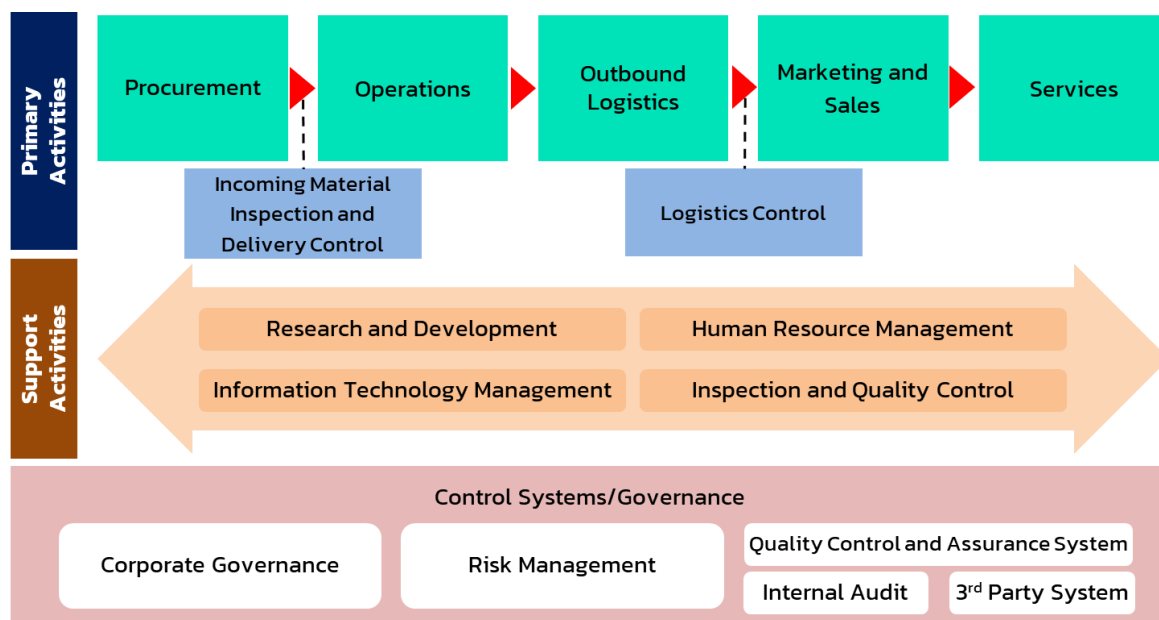 Primary
Activities
Procurement
Operations
Outbound
Logistics
Marketing and
Sales
Services
Incoming Material
Inspection and
Delivery Control
Logistics Control
Support
Activities
Research and Development
Human Resource Management
Information Technology Management
Inspection and Quality Control
Control Systems/Governance
Corporate Governance
Risk Management
Quality Control and Assurance System
Internal Audit
3rd Party System